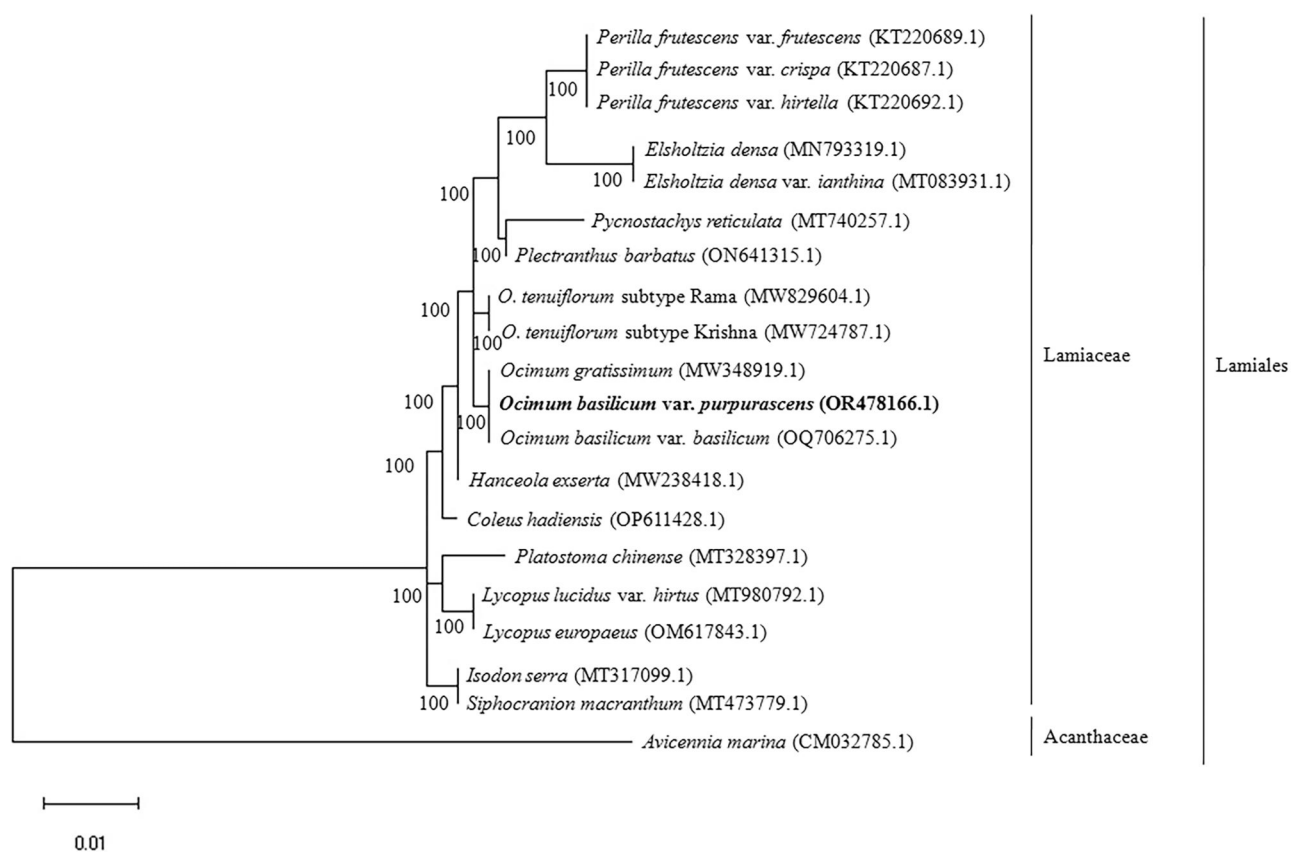 Perilla frutescens var. frutescens (KT220689.1)
Perilla frutescens var. crispa (KT220687.1)
100
Perilla frutescens var. hirtella (KT220692.1)
100
Elsholtzia densa (MN793319.1)
100
Elsholtzia densa var. ianthina (MT083931.1)
100
Pycnostachys reticulata (MT740257.1)
100
Plectranthus barbatus (ON641315.1)
O. tenuiflorum subtype Rama (MW829604.1)
100
O. tenuiflorum subtype Krishna (MW724787.1)
100
Lamiaceae
Lamiales
Ocimum gratissimum (MW348919.1)
100
Ocimum basilicum var. purpurascens (OR478166.1)
100
Ocimum basilicum var. basilicum (OQ706275.1)
100
Hanceola exserta (MW238418.1)
Coleus hadiensis (OP611428.1)
Platostoma chinense (MT328397.1)
100
Lycopus lucidus var. hirtus (MT980792.1)
100
Lycopus europaeus (OM617843.1)
Isodon serra (MT317099.1)
100
Siphocranion macranthum (MT473779.1)
Avicennia marina (CM032785.1)
Acanthaceae
0.01